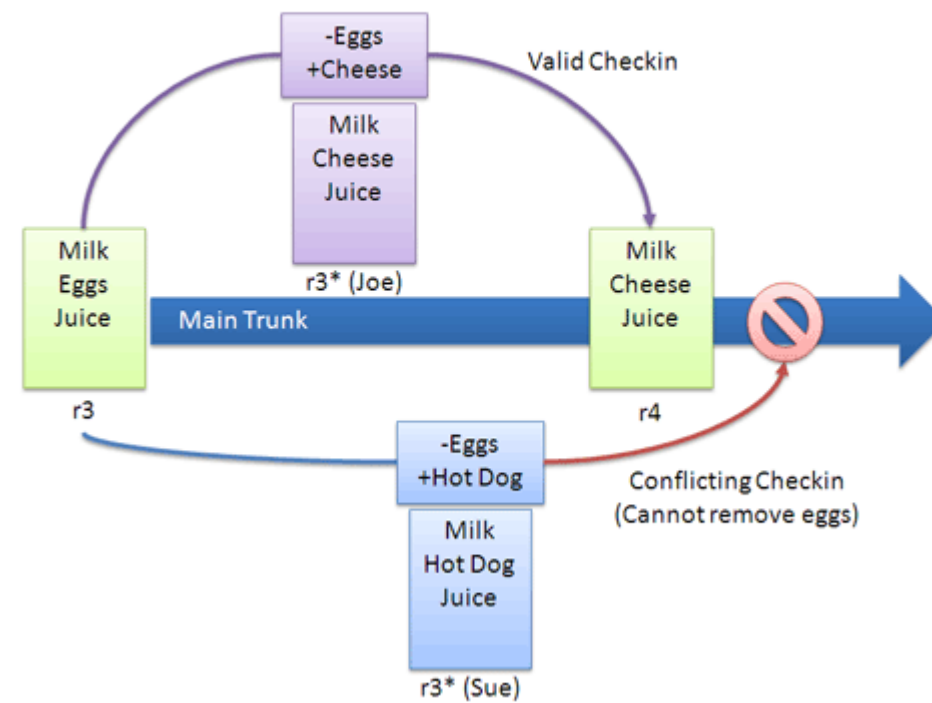 -Eggs
+Cheese
Valid Checkin
Milk
Cheese
Juice
r3* (Joe)
Milk
Eggs
Juice
r3
Main Trunk
Milk
Cheese
Juice
r4
-Eggs
+Hot Dog
Conflicting Checkin
(Cannot remove eggs)
Milk
Hot Dog
Juice
r3* (Sue)